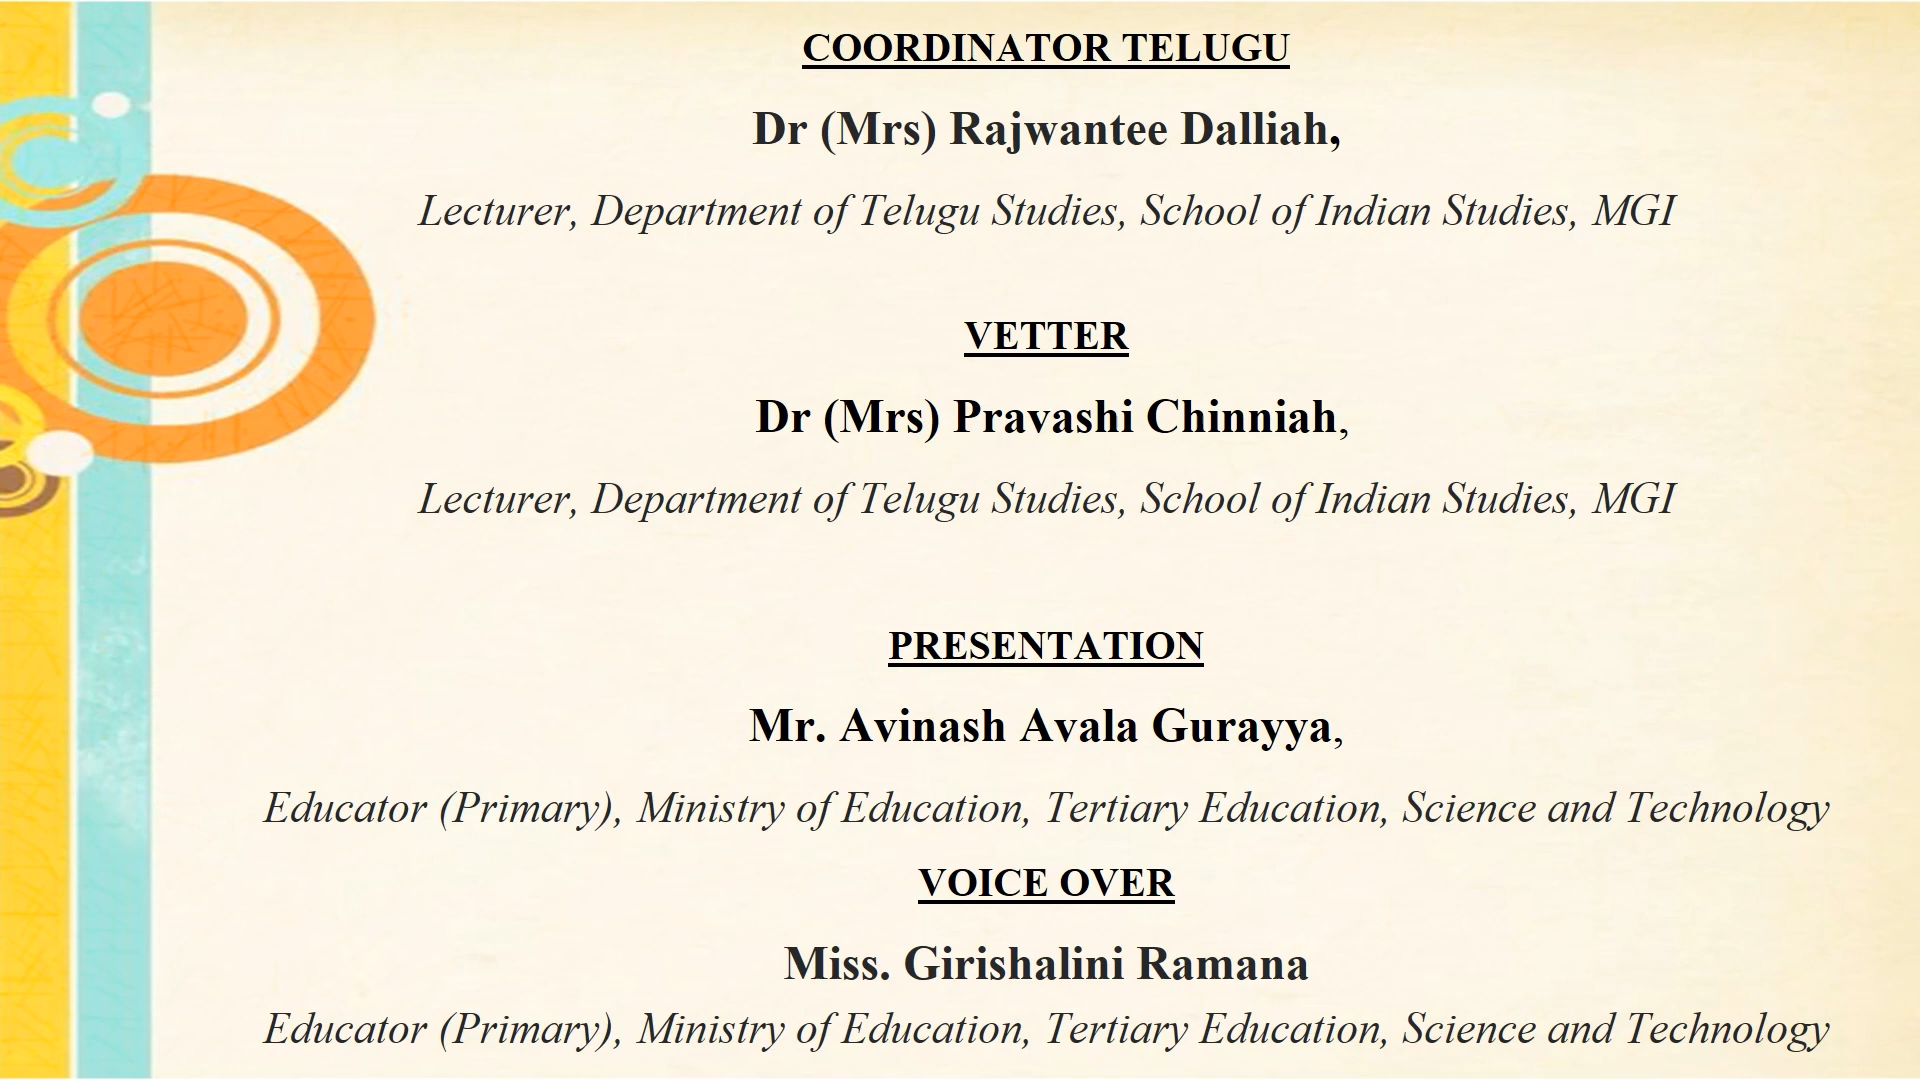 COORDINATOR TELUGU
Dr (Mrs) Rajwantee Dalliah,
Lecturer, Department of Telugu Studies, School of Indian Studies, MGI
VETTER
Dr (Mrs) Pravashi Chinniah,
Lecturer, Department of Telugu Studies, School of Indian Studies, MGI
PRESENTATION
Mr. Avinash Avala Gurayya,
Educator (Primary), Ministry of Education, Tertiary Education, Science and Technology
VOICE OVER
Miss. Girishalini Ramana
Educator (Primary), Ministry of Education, Tertiary Education, Science and Technology